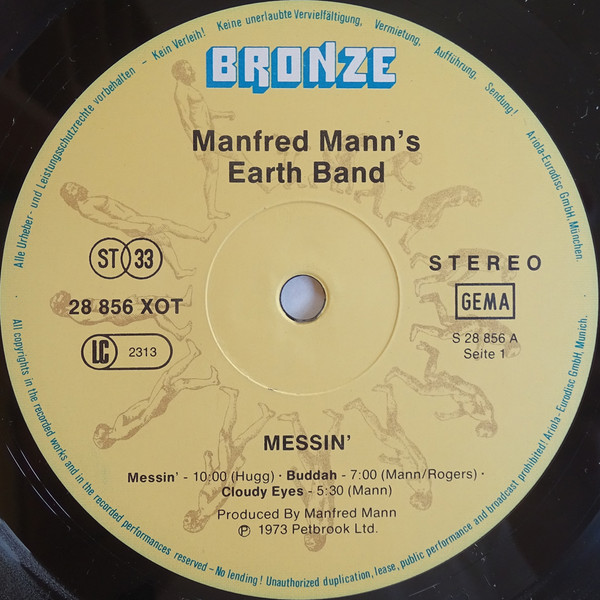 Alle Urheber- und Leistungsschutzrechte vorbehalten - Kein Verleih! Keine unerlaubte Vervielfältigung, Vermietung, Aufführung, Sendung! Ariola-Eurodisc GmbH, München.
BRONZE
Manfred Mann's
Earth Band
ST 33
STEREO
28 856 XOT
GEMA
LC 2313
S 28 856 A
Seite 1
MESSIN'
Messin' - 10:00 (Hugg) · Buddah - 7:00 (Mann/Rogers) ·
Cloudy Eyes - 5:30 (Mann)
Produced By Manfred Mann
Ⓟ 1973 Petbrook Ltd.
All copyrights in the recorded works and in the recorded performances reserved - No lending! Unauthorized duplication, lease, public performance and broadcast prohibited! Ariola-Eurodisc GmbH, Munich.